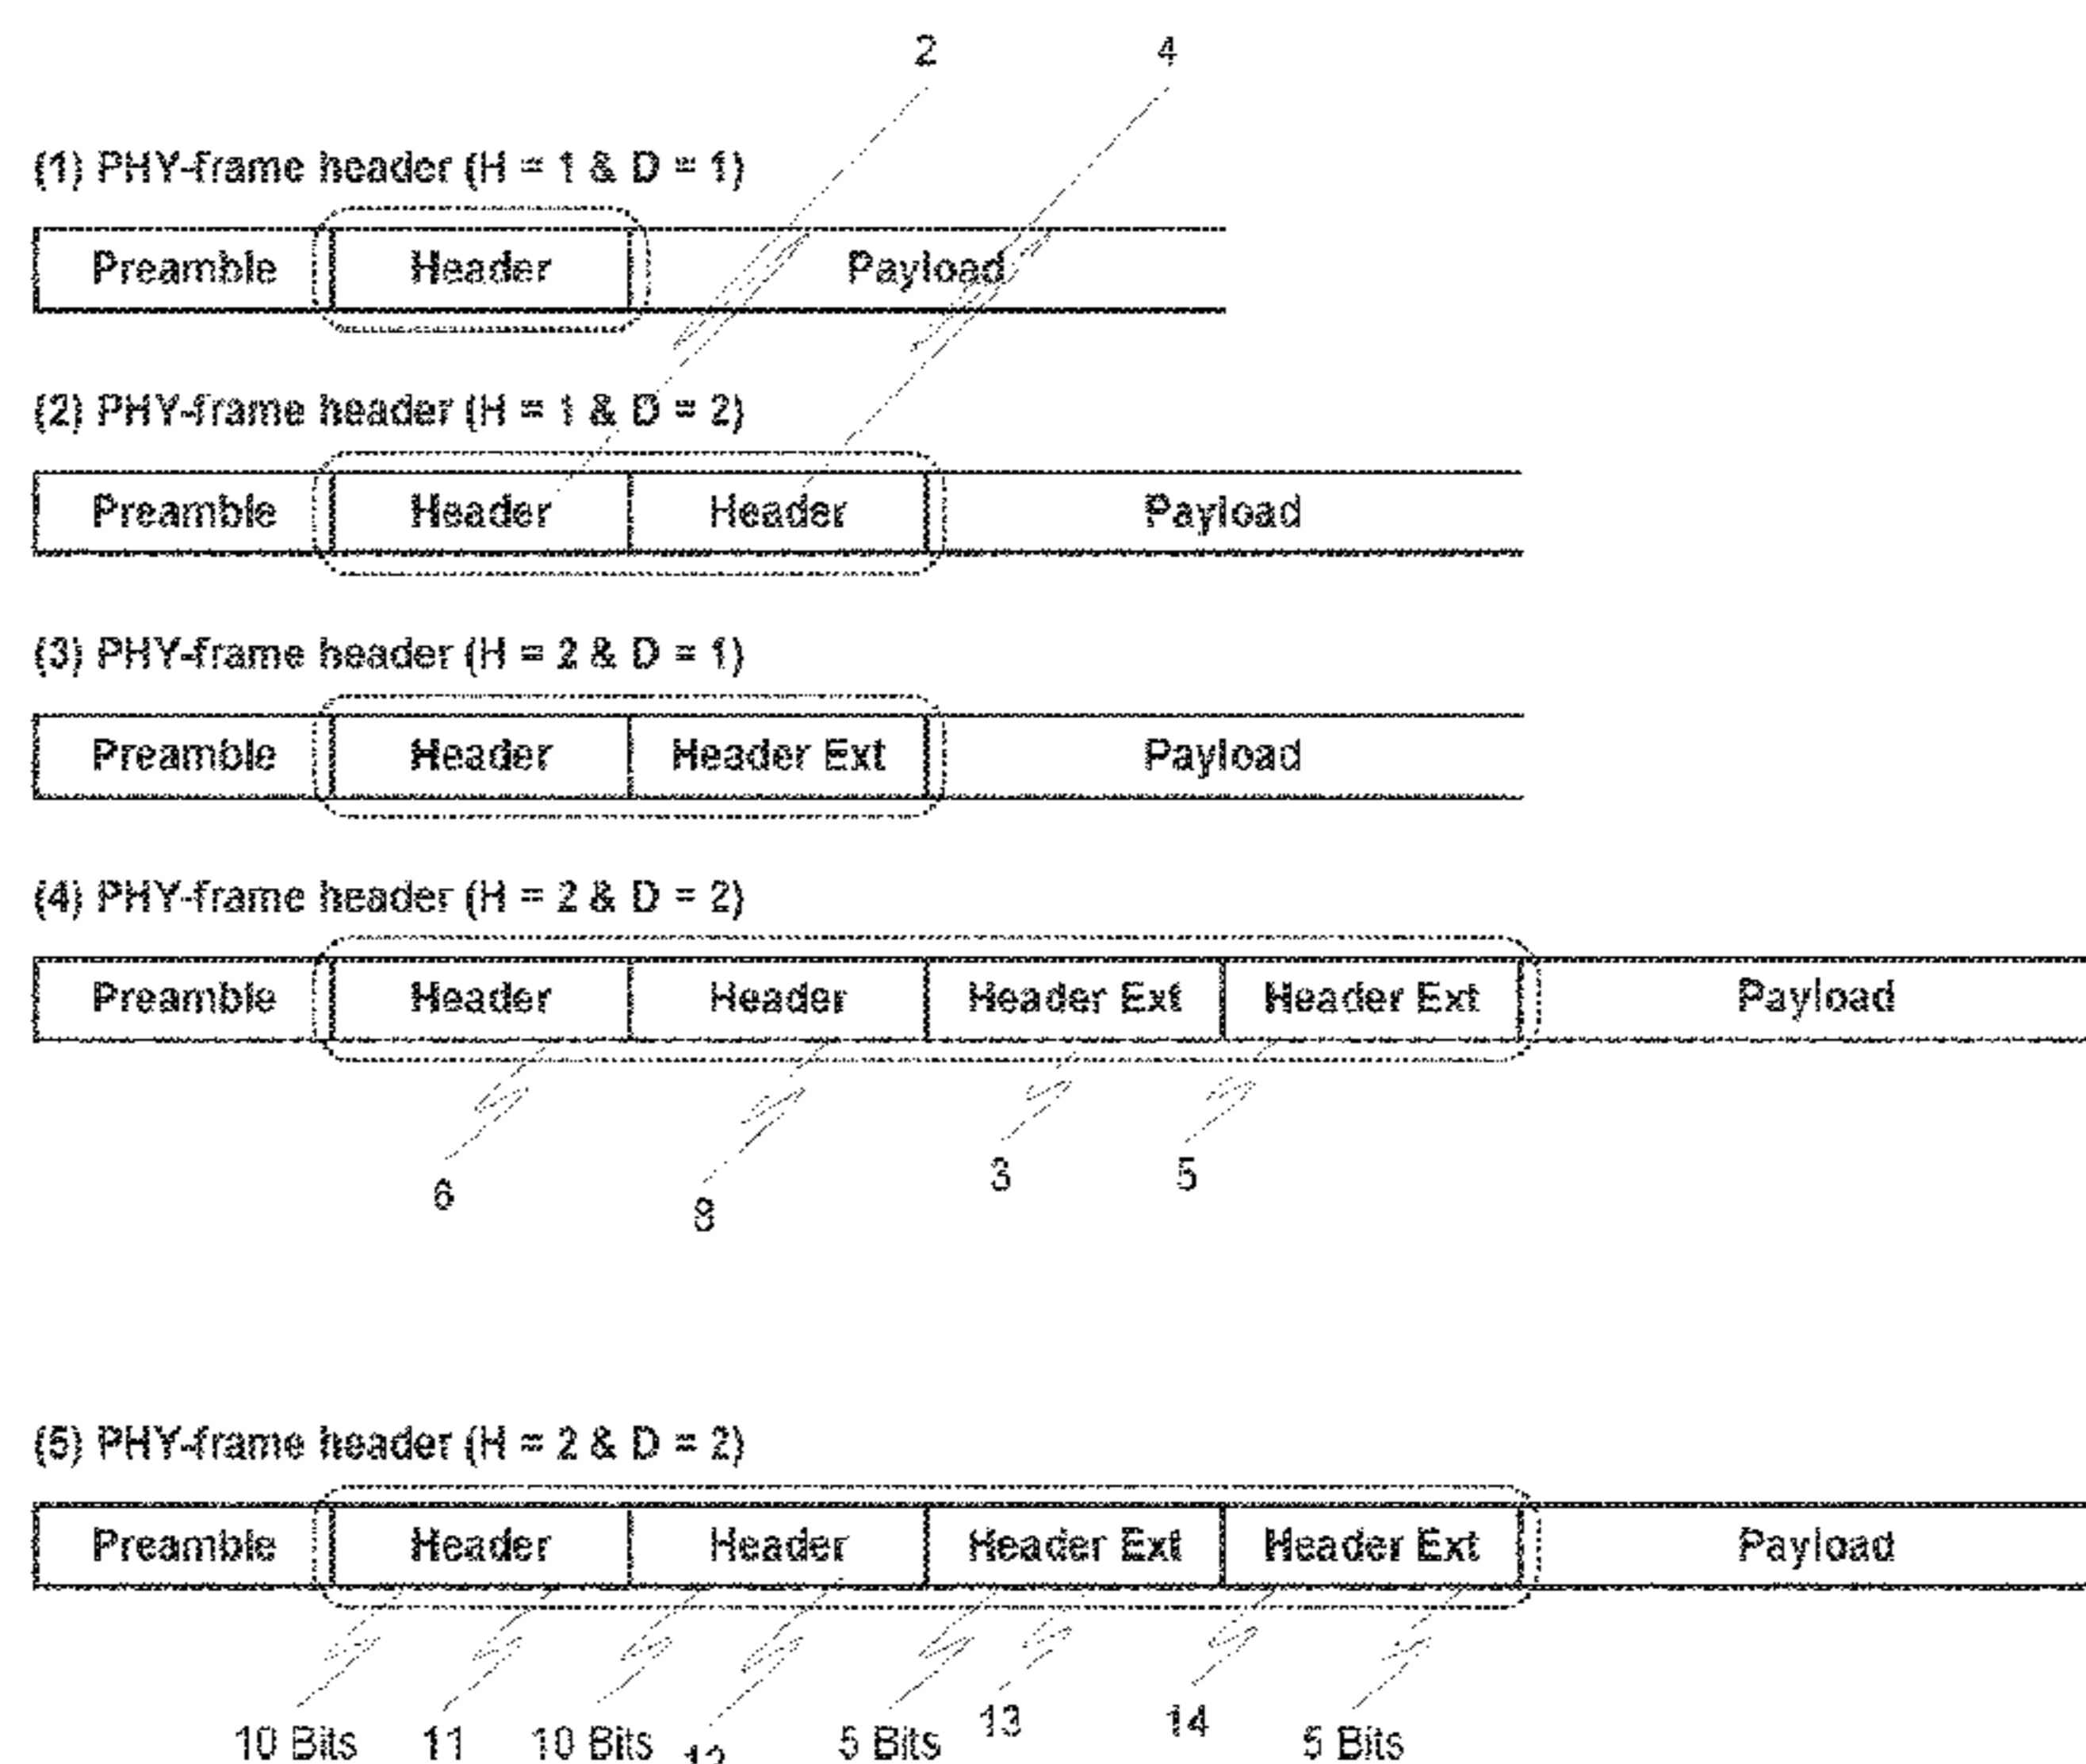 2 4
(1) PHY-frame header (H = 1 & D = 1)
Preamble Header Payload
(2) PHY-frame header (H = 1 & D = 2)
Preamble Header Header Payload
(3) PHY-frame header (H = 2 & D = 1)
Preamble Header Header Ext Payload
(4) PHY-frame header (H = 2 & D = 2)
Preamble Header Header Header Ext Header Ext Payload
6 8 3 5
(5) PHY-frame header (H = 2 & D = 2)
Preamble Header Header Header Ext Header Ext Payload
10 Bits 11 10 Bits 12 5 Bits 13 14 5 Bits